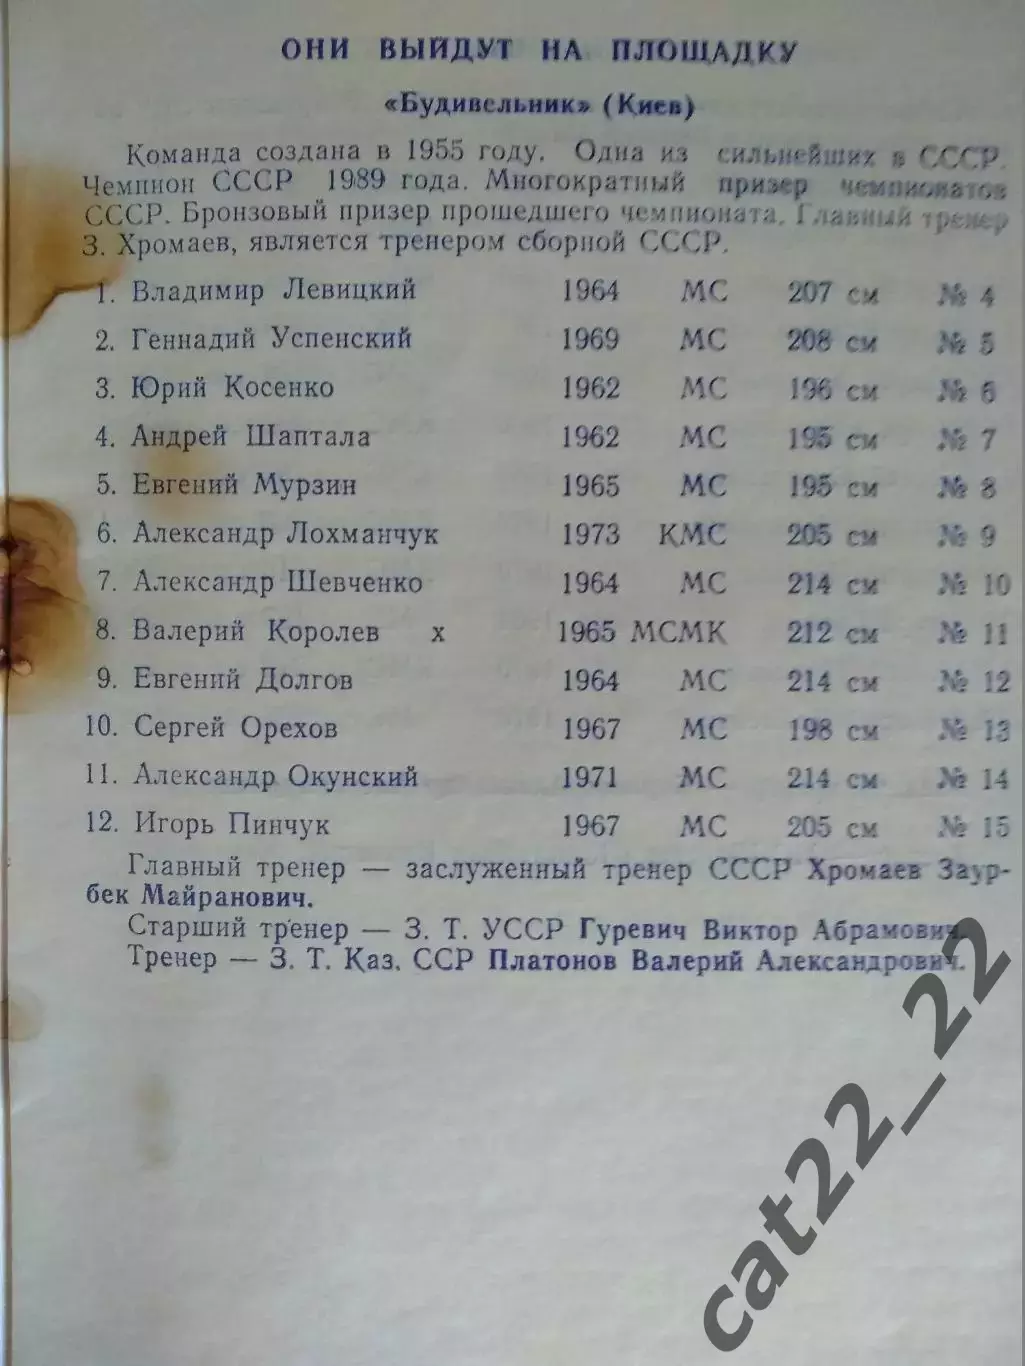 ОНИ ВЫЙДУТ НА ПЛОЩАДКУ
«Будивельник» (Киев)
Команда создана в 1955 году. Одна из сильнейших в СССР.
Чемпион СССР 1989 года. Многократный призер чемпионатов
СССР. Бронзовый призер прошедшего чемпионата. Главный тренер
З. Хромаев, является тренером сборной СССР.
1. Владимир Левицкий 1964 МС 207 см № 4
2. Геннадий Успенский 1969 МС 208 см № 5
3. Юрий Косенко 1962 МС 196 см № 6
4. Андрей Шаптала 1962 МС 195 см № 7
5. Евгений Мурзин 1965 МС 195 см № 8
6. Александр Лохманчук 1973 КМС 205 см № 9
7. Александр Шевченко 1964 МС 214 см № 10
8. Валерий Королев х 1965 МСМК 212 см № 11
9. Евгений Долгов 1964 МС 214 см № 12
10. Сергей Орехов 1967 МС 198 см № 13
11. Александр Окунский 1971 МС 214 см № 14
12. Игорь Пинчук 1967 МС 205 см № 15
Главный тренер — заслуженный тренер СССР Хромаев Заур-
бек Майранович.
Старший тренер — З. Т. УССР Гуревич Виктор Абрамович.
Тренер — З. Т. Каз. ССР Платонов Валерий Александрович.
cat22_22